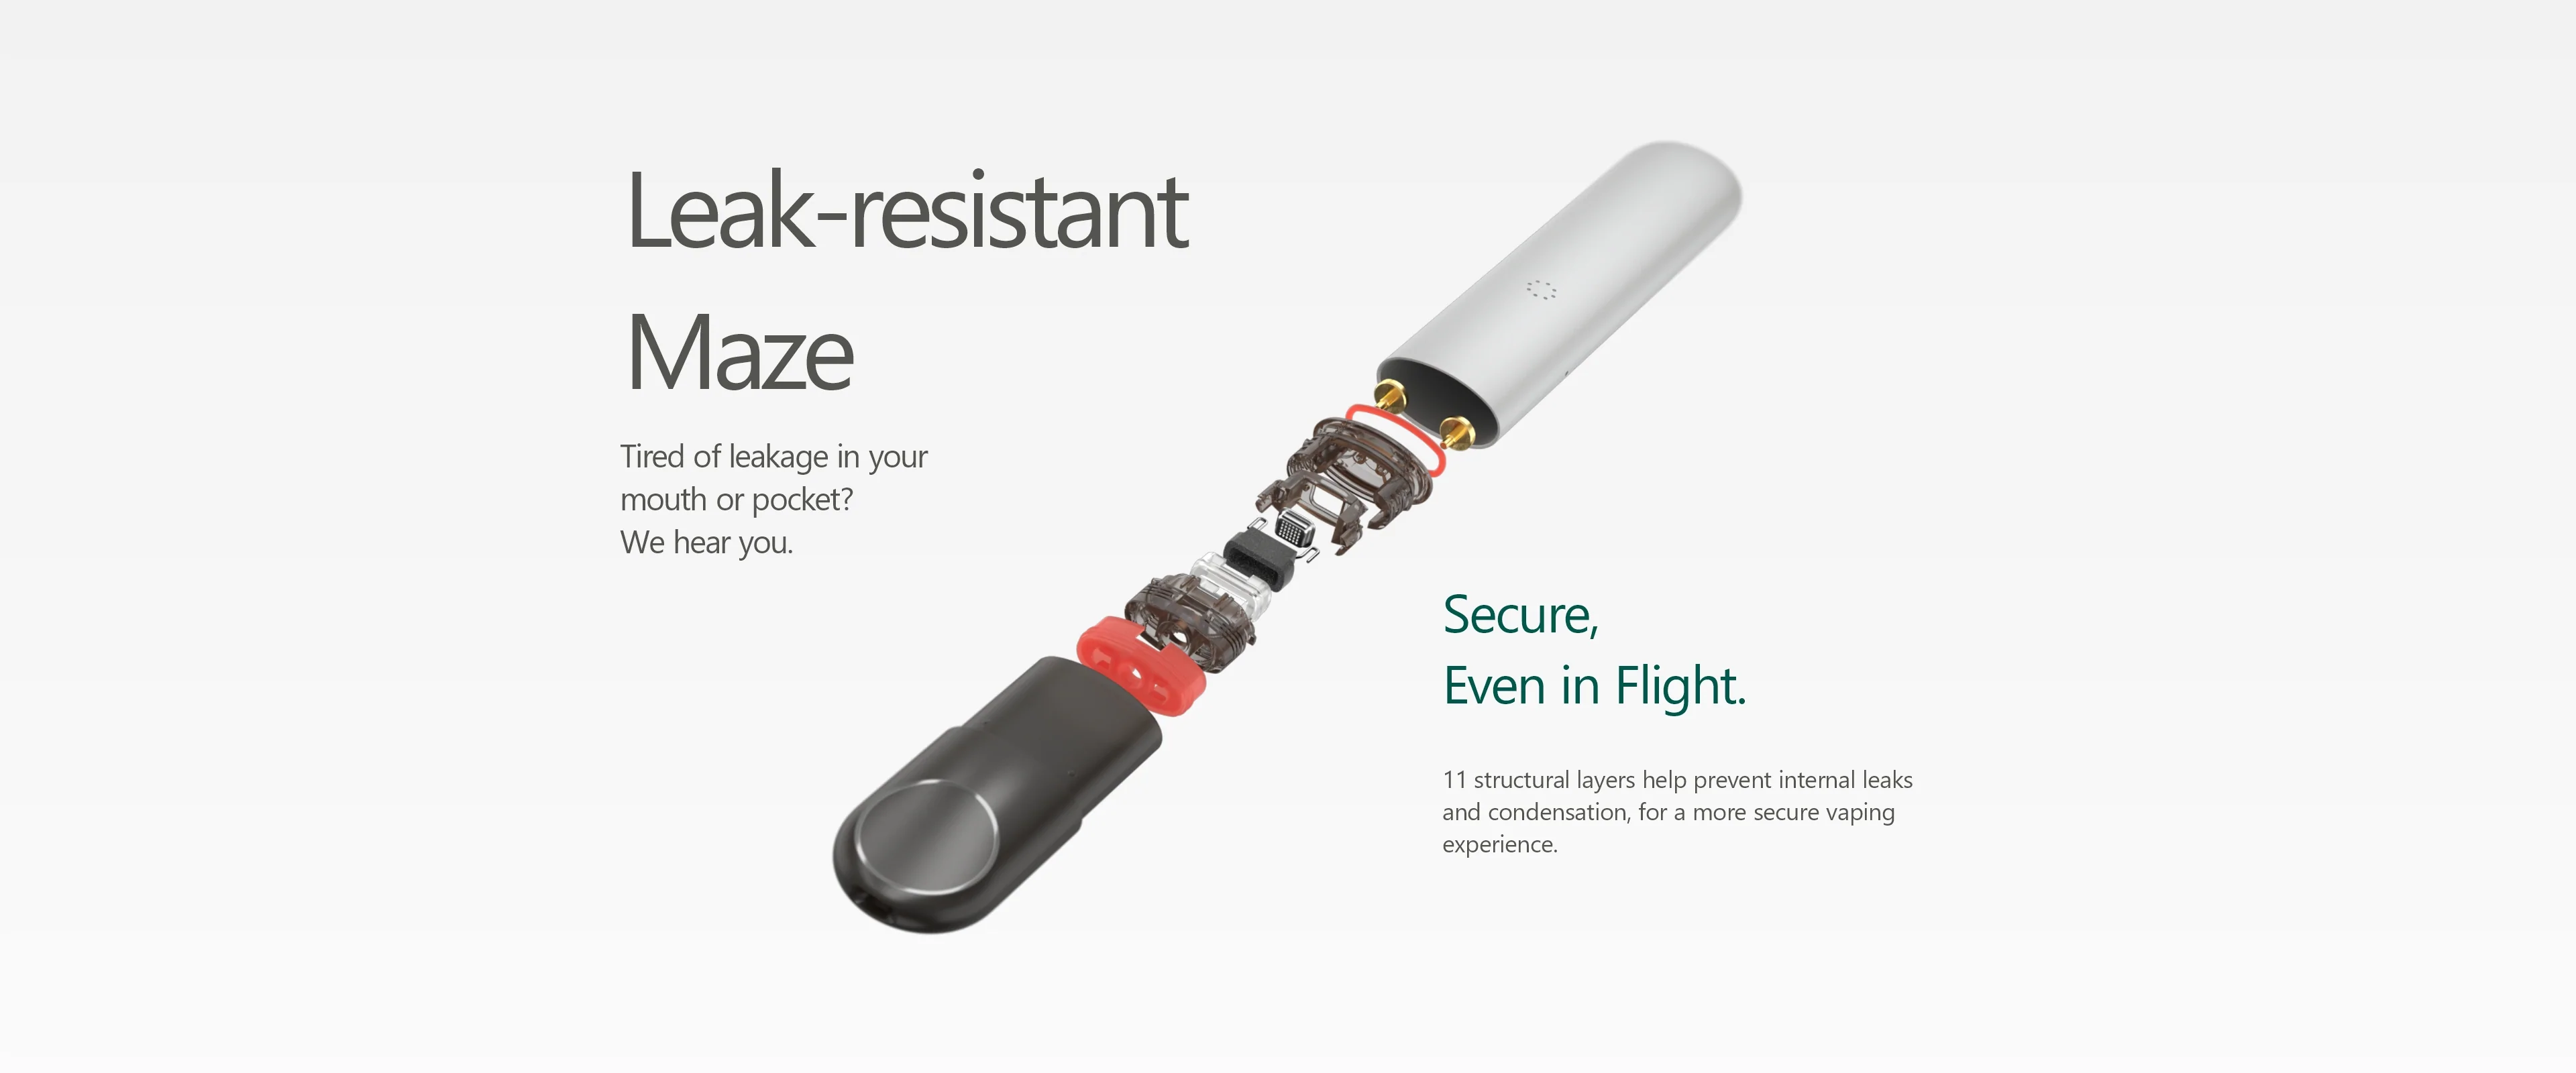 Leak-resistant
Maze
Tired of leakage in your
mouth or pocket?
We hear you.
Secure,
Even in Flight.
11 structural layers help prevent internal leaks
and condensation, for a more secure vaping
experience.